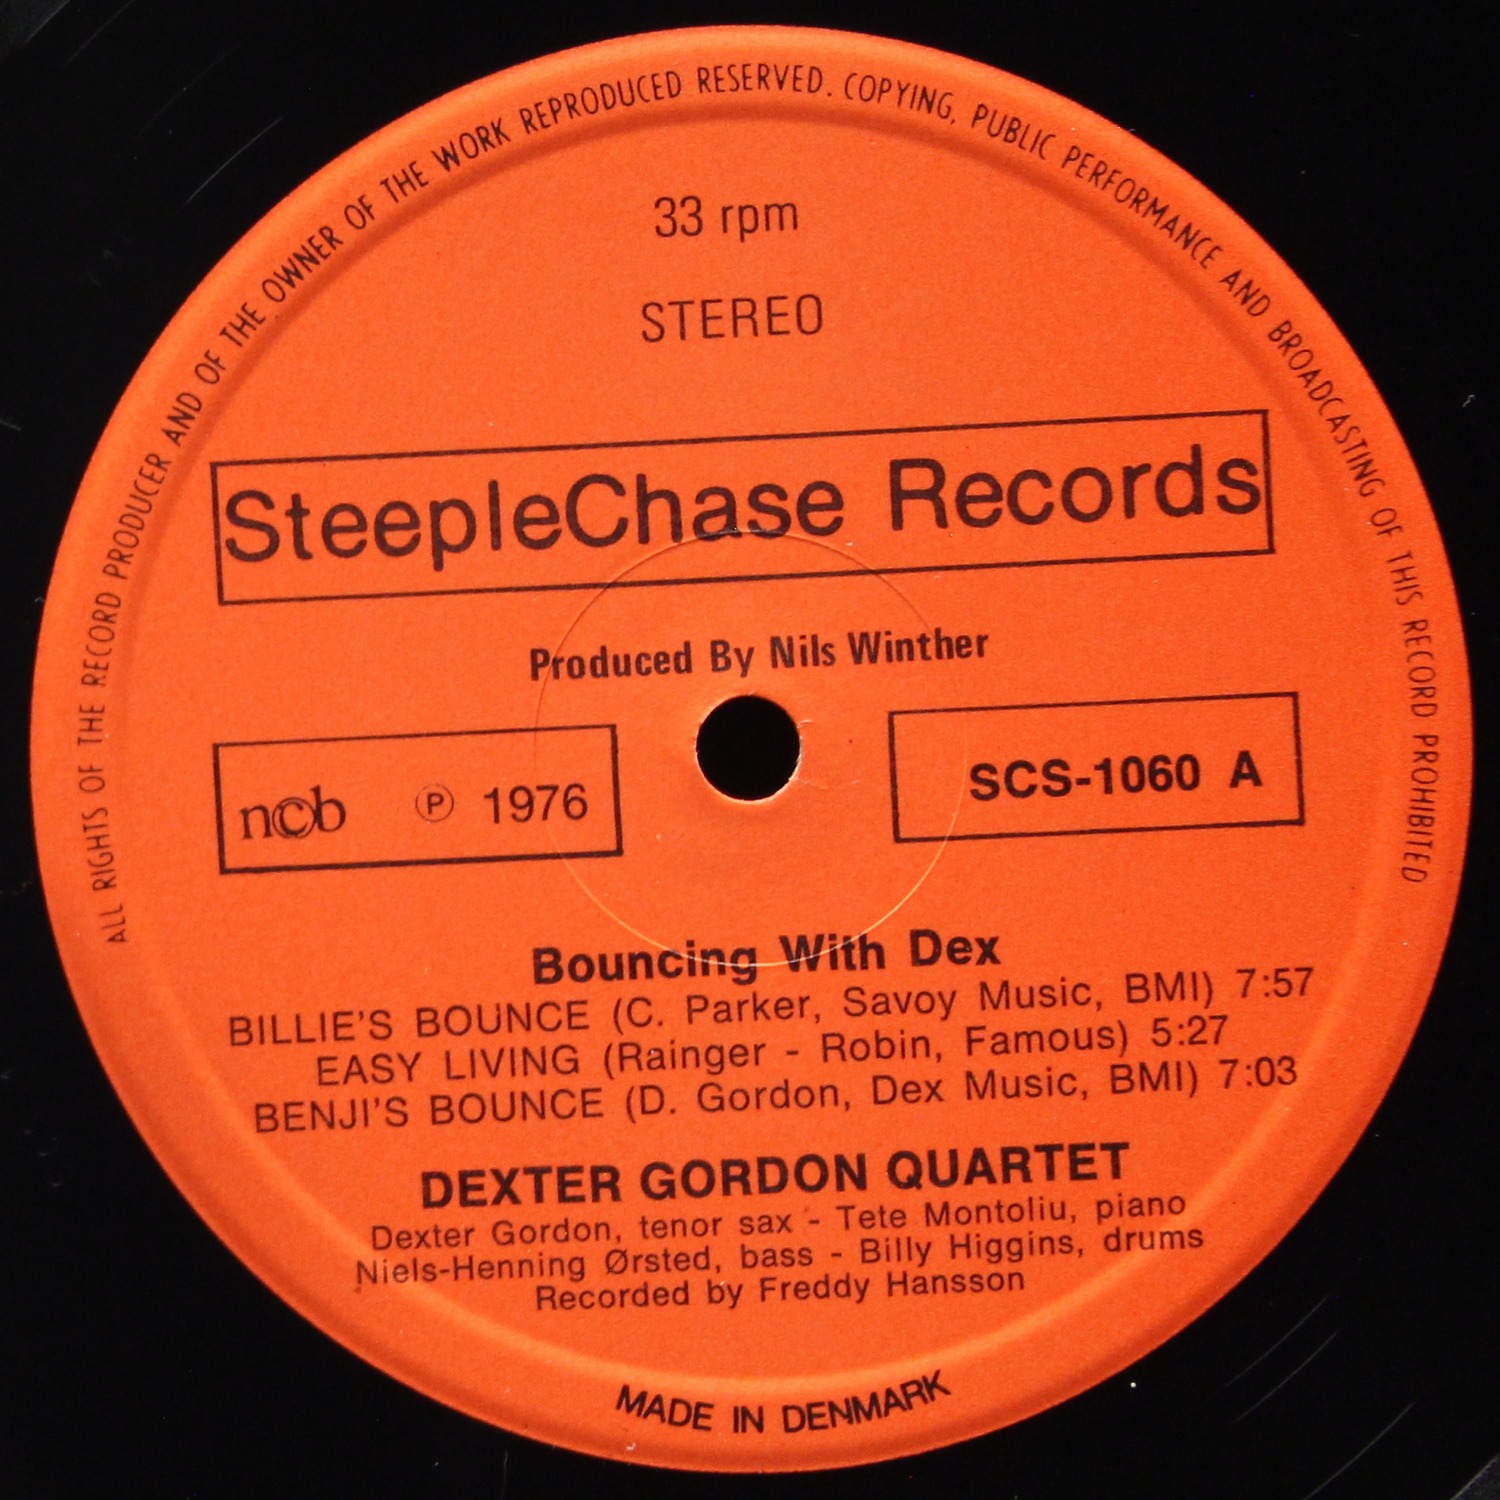 ALL RIGHTS OF THE RECORD PRODUCER AND OF THE OWNER OF THE WORK REPRODUCED RESERVED. COPYING, PUBLIC PERFORMANCE AND BROADCASTING OF THIS RECORD PROHIBITED
33 rpm
STEREO
SteepleChase Records
Produced By Nils Winther
n©b ℗ 1976
SCS-1060 A
Bouncing With Dex
BILLIE'S BOUNCE (C. Parker, Savoy Music, BMI) 7:57
EASY LIVING (Rainger - Robin, Famous) 5:27
BENJI'S BOUNCE (D. Gordon, Dex Music, BMI) 7:03
DEXTER GORDON QUARTET
Dexter Gordon, tenor sax - Tete Montoliu, piano
Niels-Henning Ørsted, bass - Billy Higgins, drums
Recorded by Freddy Hansson
MADE IN DENMARK